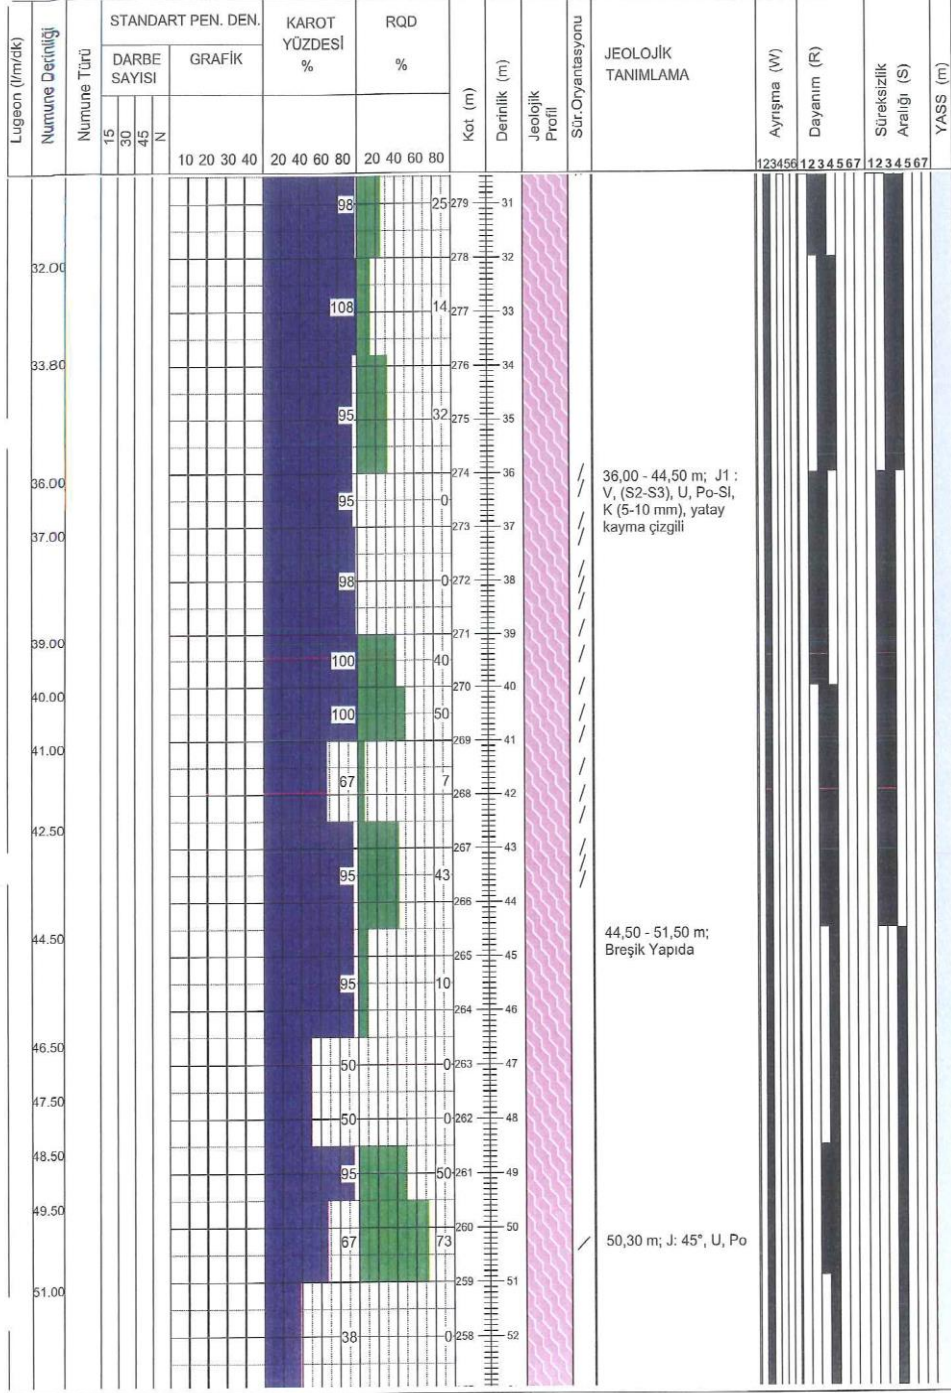 Lugeon (l/m/dk)
Numune Derinliği
Numune Türü
STANDART PEN. DEN.
DARBE
SAYISI
GRAFİK
15
30
45
N
10 20 30 40
KAROT
YÜZDESİ
%
20 40 60 80
RQD
%
20 40 60 80
Kot (m)
Derinlik (m)
Jeolojik
Profil
Sür.Oryantasyonu
JEOLOJİK
TANIMLAMA
Ayrışma (W)
123456
Dayanım (R)
1234567
Süreksizlik
Aralığı (S)
1234567
YASS (m)
98 25 279 31
32.00 278 32
108 14 277 33
33.80 276 34
95 32 275 35
274 36
36.00
95 0
273 37
37.00
98 0 272 38
271 39
39.00
100 40
270 40
40.00
100 50
269 41
41.00
67 7
268 42
42.50
267 43
95 43
266 44
44.50
265 45
95 10
264 46
46.50
50 0 263 47
47.50
50 0 262 48
48.50
95 50 261 49
49.50
260 50
67 73
259 51
51.00
38 0 258 52
36,00 - 44,50 m; J1 :
V, (S2-S3), U, Po-Sl,
K (5-10 mm), yatay
kayma çizgili
44,50 - 51,50 m;
Breşik Yapıda
50,30 m; J: 45°, U, Po